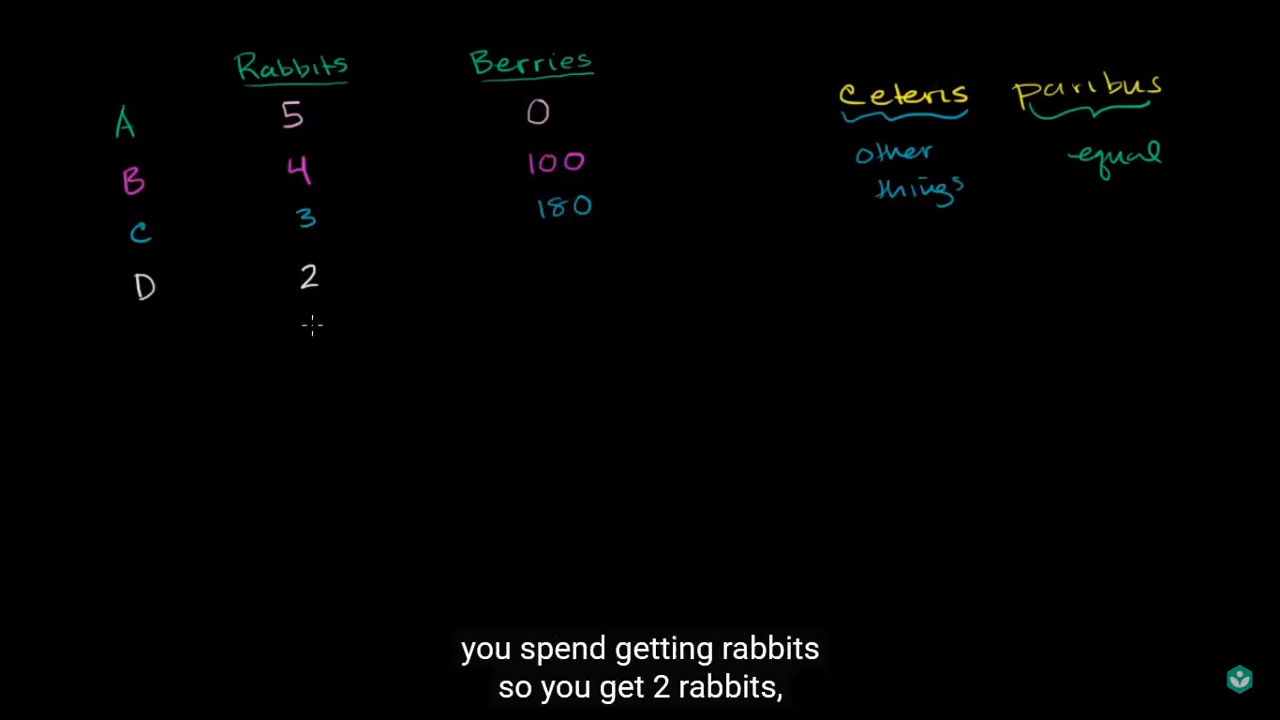 Rabbits Berries
A 5 0
B 4 100
C 3 180
D 2
Ceteris paribus
other equal
things
you spend getting rabbits
so you get 2 rabbits,